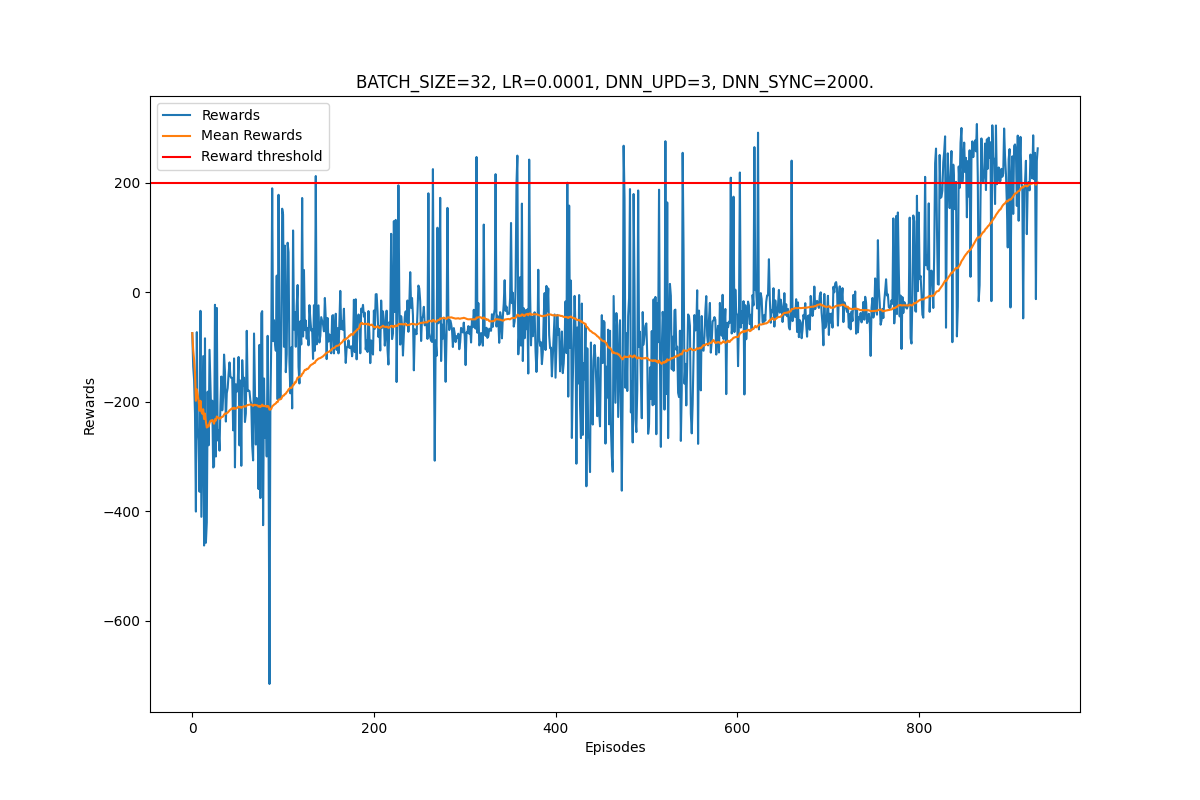 BATCH_SIZE=32, LR=0.0001, DNN_UPD=3, DNN_SYNC=2000.
Rewards
Mean Rewards
Reward threshold
200
0
−200
−400
−600
Rewards
0
200
400
600
800
Episodes